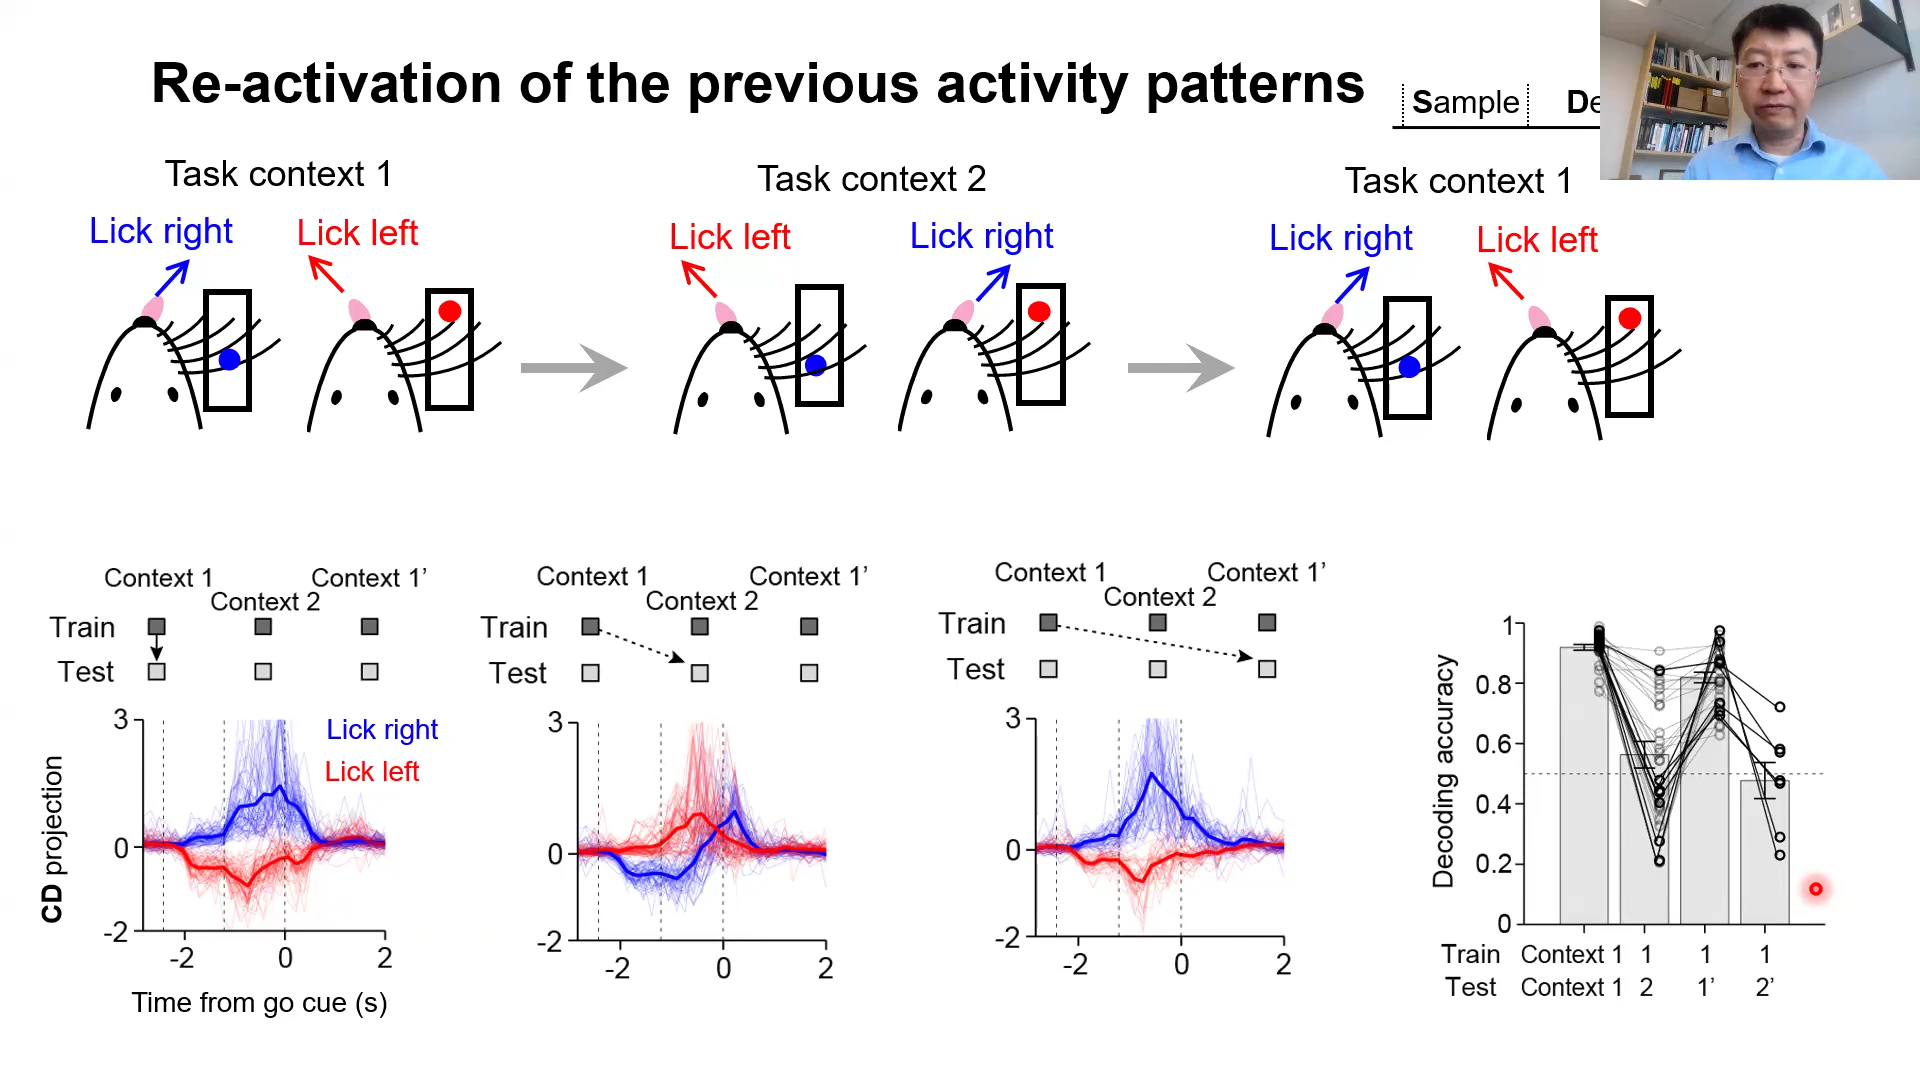 Re-activation of the previous activity patterns
Sample De
Task context 1
Task context 2
Task context 1
Lick right
Lick left
Lick left
Lick right
Lick right
Lick left
Context 1
Context 2
Context 1’
Train
Test
Context 1
Context 2
Context 1’
Train
Test
Context 1
Context 2
Context 1’
Train
Test
CD projection
3
0
-2
Lick right
Lick left
-2
0
2
Time from go cue (s)
3
0
-2
-2
0
2
3
0
-2
-2
0
2
Decoding accuracy
1
0.8
0.6
0.4
0.2
0
Train Context 1 1 1 1
Test Context 1 2 1’ 2’